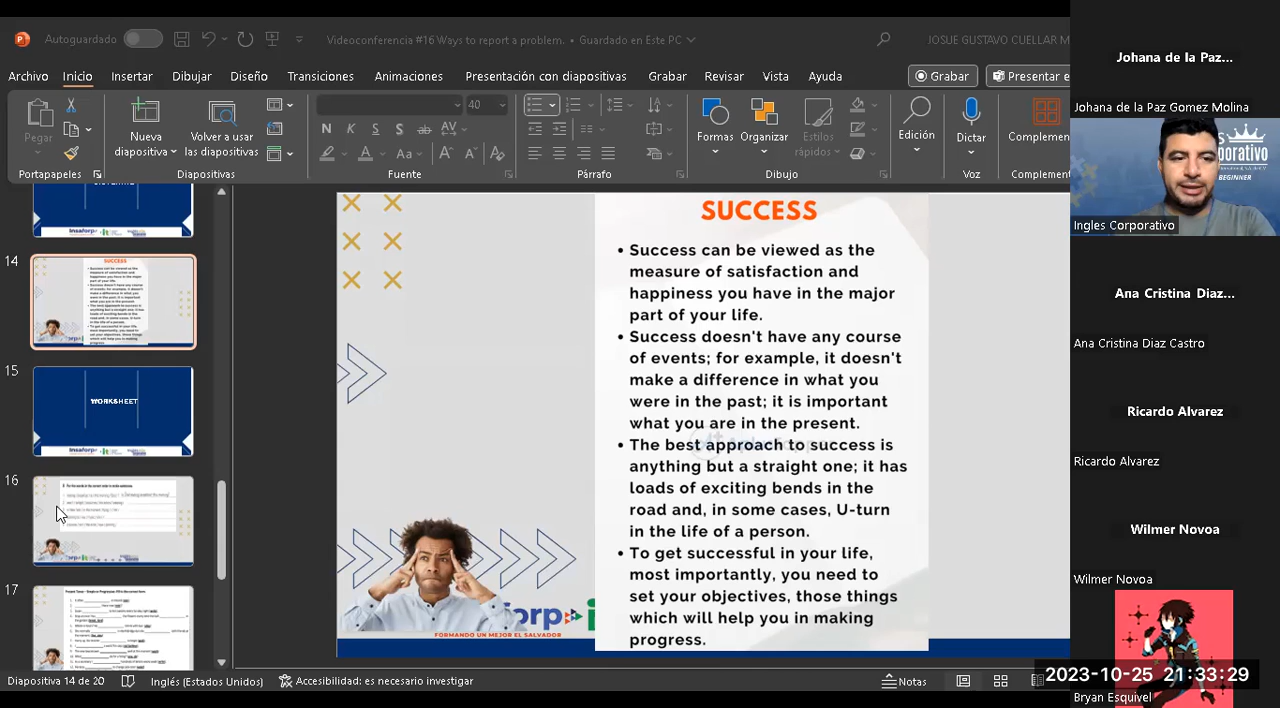 Autoguardado
Videoconferencia #16 Ways to report a problem. • Guardado en Este PC
JOSUE GUSTAVO CUELLAR M
Archivo Inicio Insertar Dibujar Diseño Transiciones Animaciones Presentación con diapositivas Grabar Revisar Vista Ayuda
Grabar
Presentar e
40
Pegar
Nueva
diapositiva
Volver a usar
las diapositivas
Formas
Organizar
Estilos
rápidos
Edición
Dictar
Complemen
Portapapeles
Diapositivas
Fuente
Párrafo
Dibujo
Voz
Complement
14
15
WORKSHEET
16
17
SUCCESS
• Success can be viewed as the
measure of satisfaction and
happiness you have in the major
part of your life.
• Success doesn't have any course
of events; for example, it doesn't
make a difference in what you
were in the past; it is important
what you are in the present.
• The best approach to success is
anything but a straight one; it has
loads of exciting bends in the
road and, in some cases, U-turn
in the life of a person.
• To get successful in your life,
most importantly, you need to
set your objectives, those things
which will help you in making
progress.
FORMANDO UN MEJOR EL SALVADOR
Diapositiva 14 de 20
Inglés (Estados Unidos)
Accesibilidad: es necesario investigar
Notas
Johana de la Paz...
Johana de la Paz Gomez Molina
porativo
BEGINNER
Ingles Corporativo
Ana Cristina Diaz...
Ana Cristina Diaz Castro
Ricardo Alvarez
Ricardo Alvarez
Wilmer Novoa
Wilmer Novoa
2023-10-25 21:33:29
Bryan Esquivel